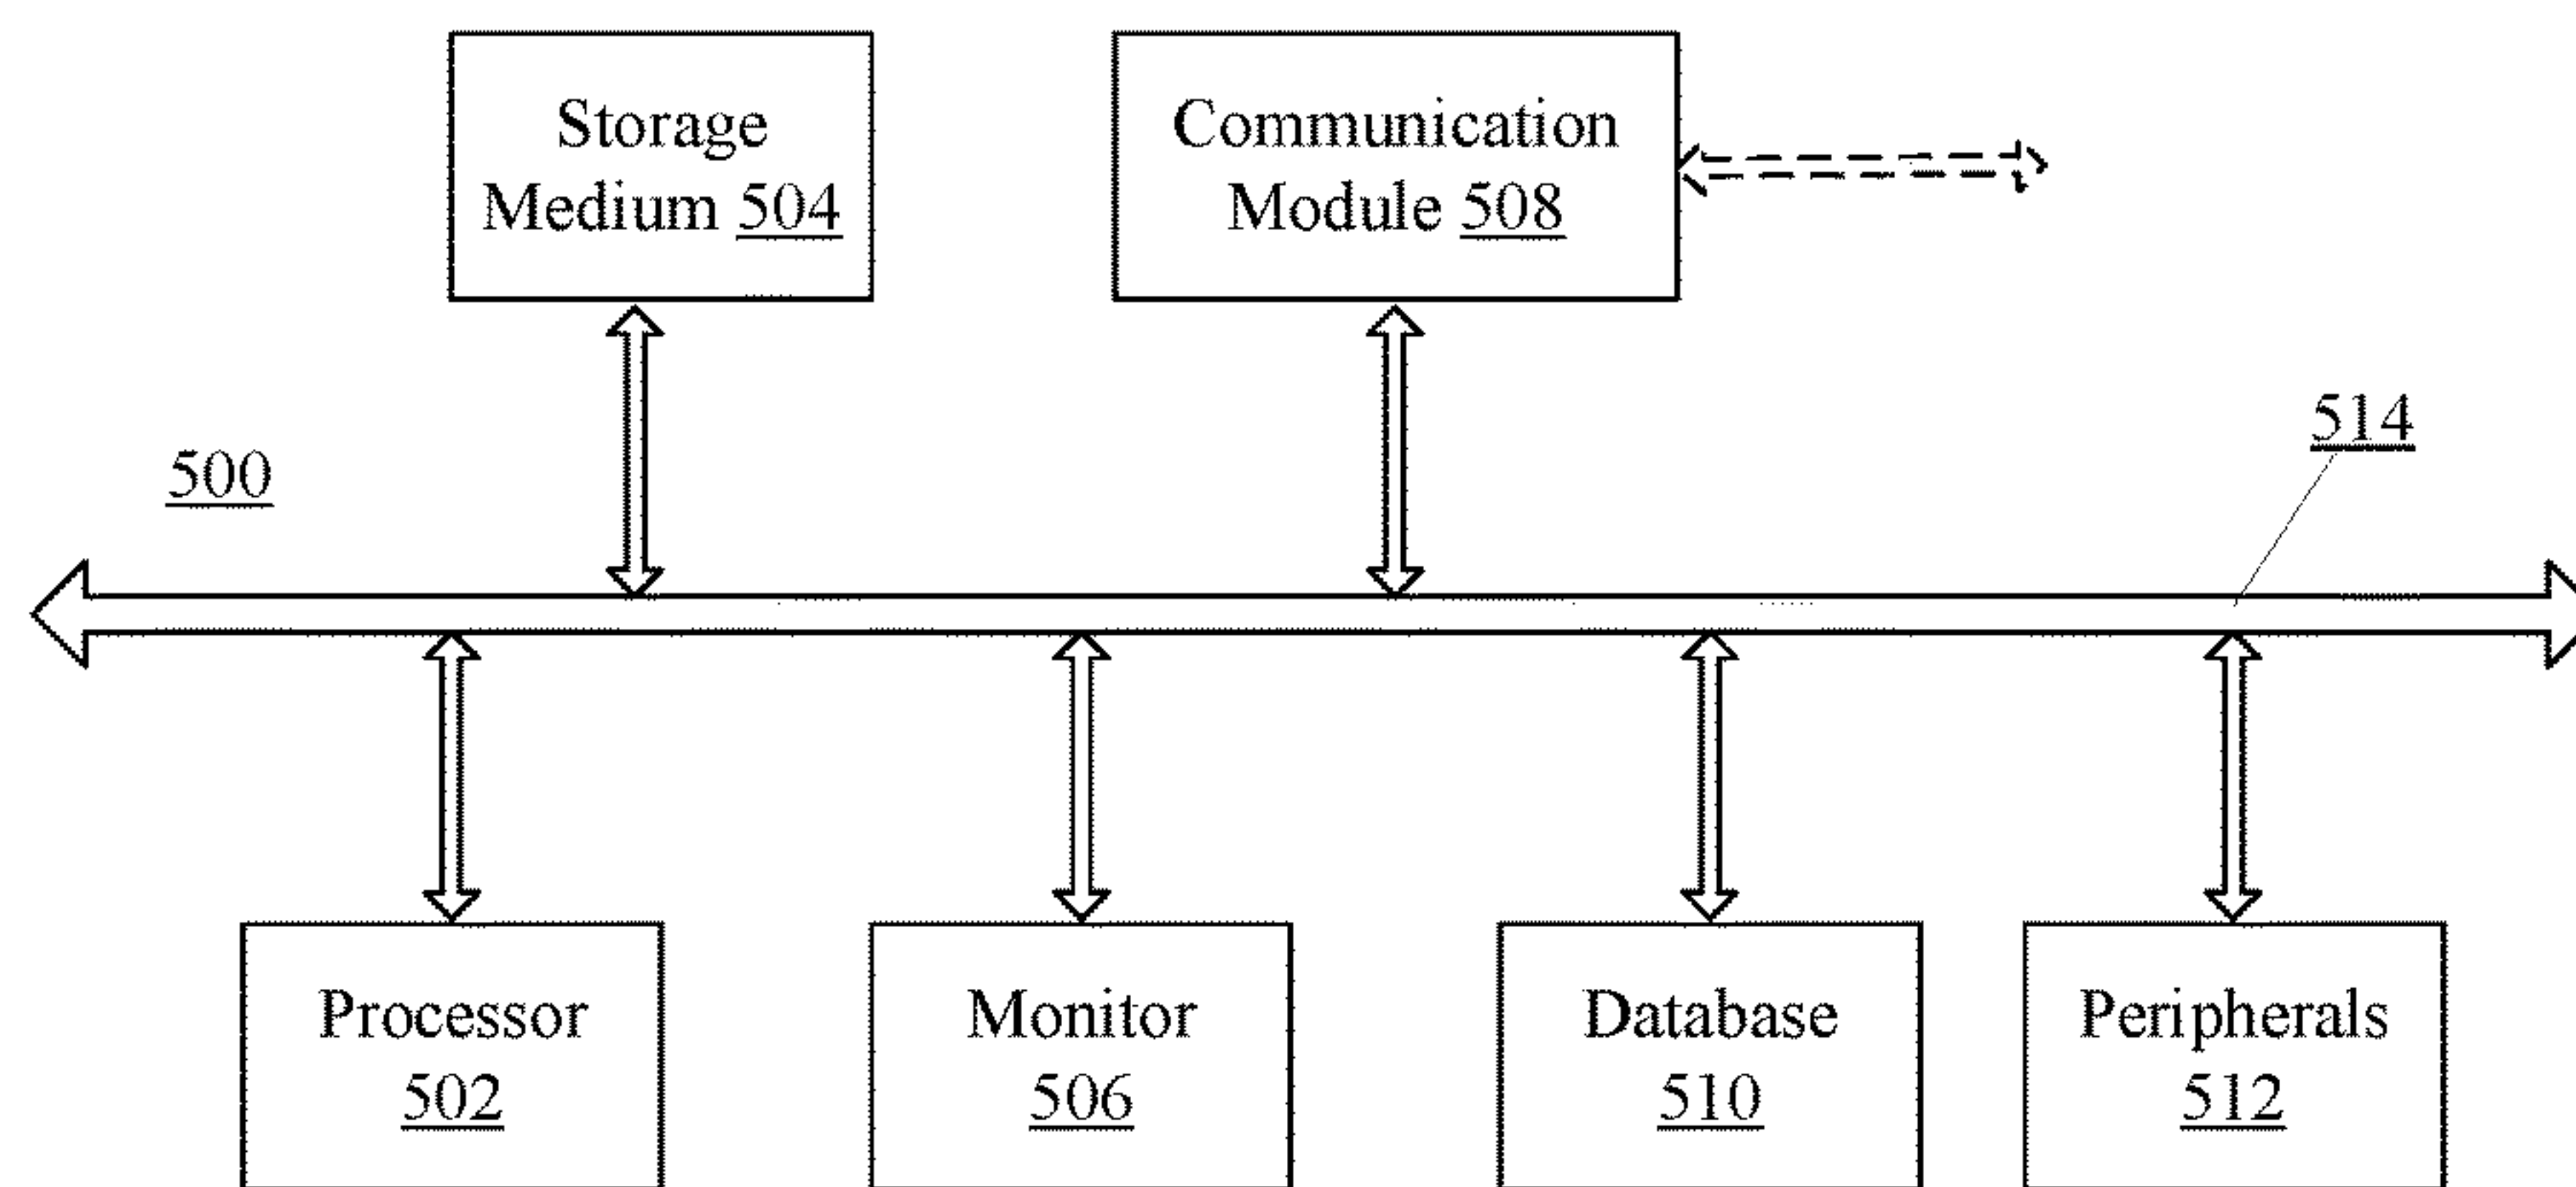 Storage
Medium 504
Communication
Module 508
500
514
Processor
502
Monitor
506
Database
510
Peripherals
512